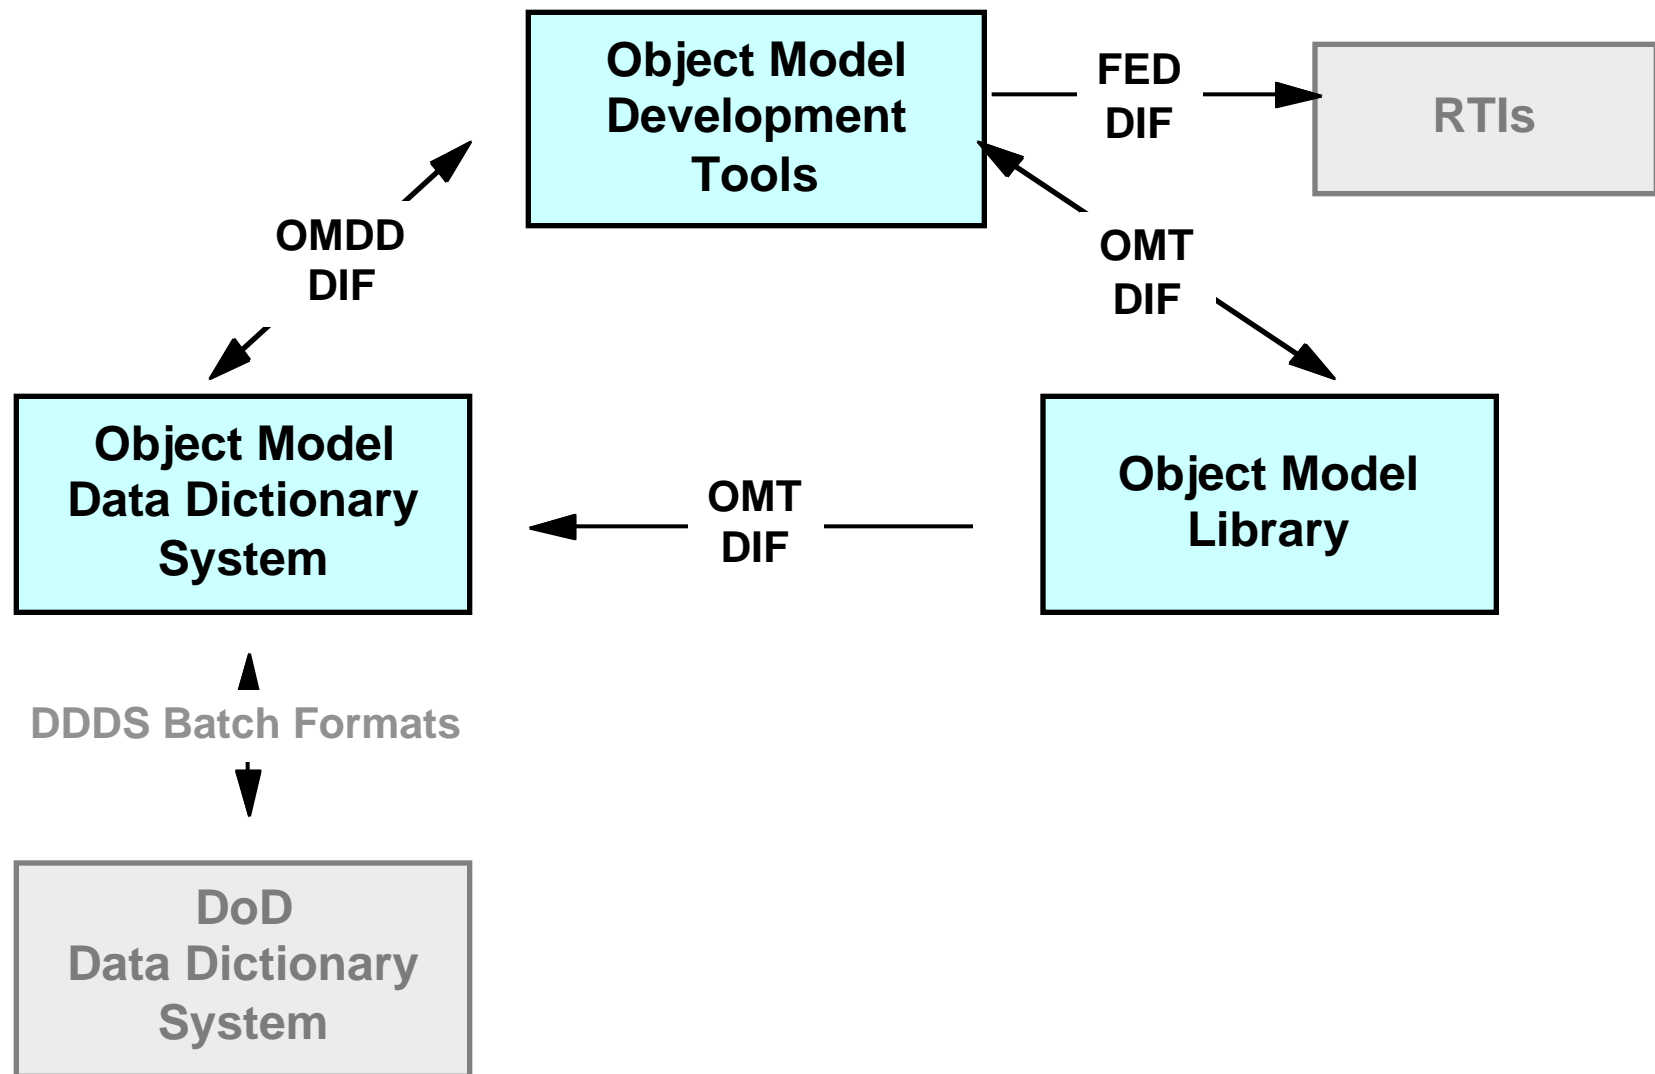 Object Model
Development
Tools
FED
DIF
RTIs
OMDD
DIF
OMT
DIF
Object Model
Data Dictionary
System
OMT
DIF
Object Model
Library
DDDS Batch Formats
DoD
Data Dictionary
System